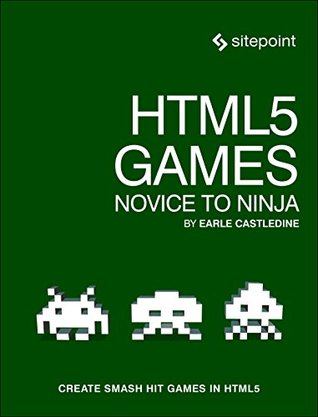 sitepoint
HTML5
GAMES
NOVICE TO NINJA
BY EARLE CASTLEDINE
CREATE SMASH HIT GAMES IN HTML5